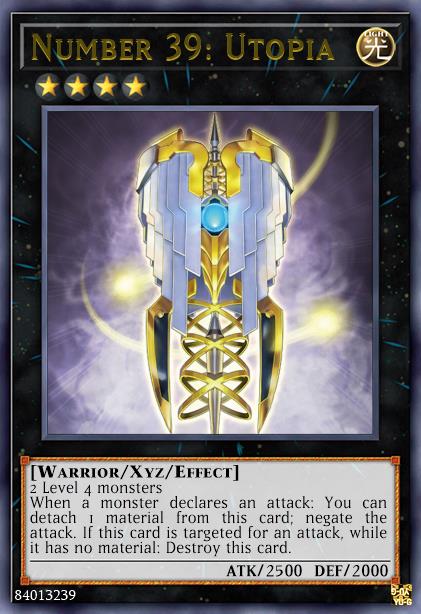 Number 39: Utopia
LIGHT
光
[Warrior/Xyz/Effect]
2 Level 4 monsters
When a monster declares an attack: You can
detach 1 material from this card; negate the
attack. If this card is targeted for an attack, while
it has no material: Destroy this card.
ATK/2500 DEF/2000
84013239